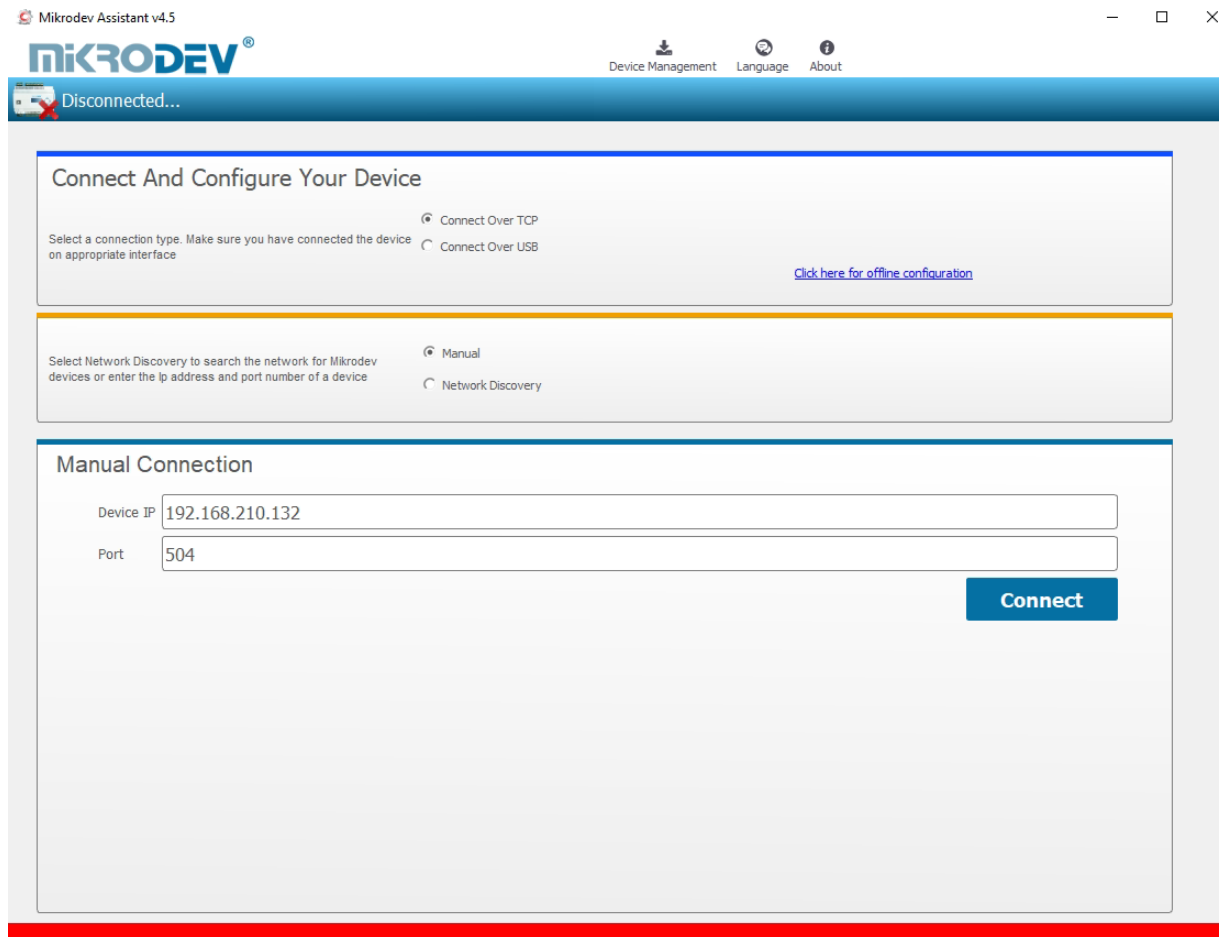 Mikrodev Assistant v4.5
MiKRODEV®
Device Management Language About
Disconnected...
Connect And Configure Your Device
Connect Over TCP
Select a connection type. Make sure you have connected the device
on appropriate interface
Connect Over USB
Click here for offline configuration
Select Network Discovery to search the network for Mikrodev
devices or enter the Ip address and port number of a device
Manual
Network Discovery
Manual Connection
Device IP 192.168.210.132
Port 504
Connect